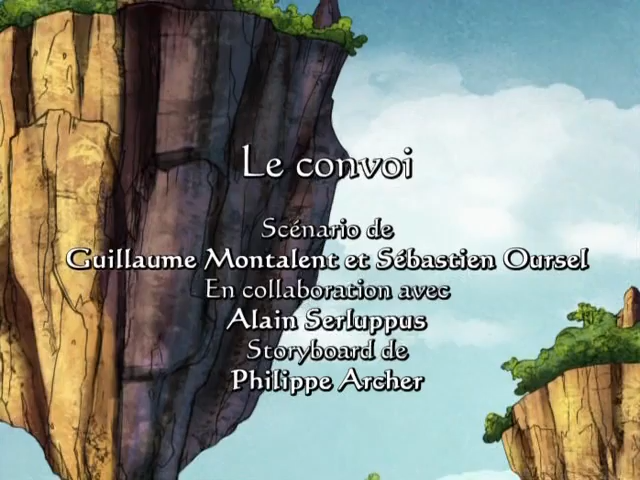 Le convoi
Scénario de
Guillaume Montalent et Sébastien Oursel
En collaboration avec
Alain Serluppus
Storyboard de
Philippe Archer